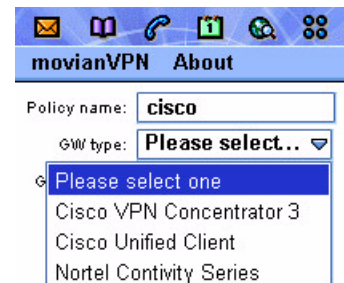 movianVPN About
Policy name: cisco
GW type: Please select...
G
Please select one
Cisco VPN Concentrator 3
Cisco Unified Client
Nortel Contivity Series